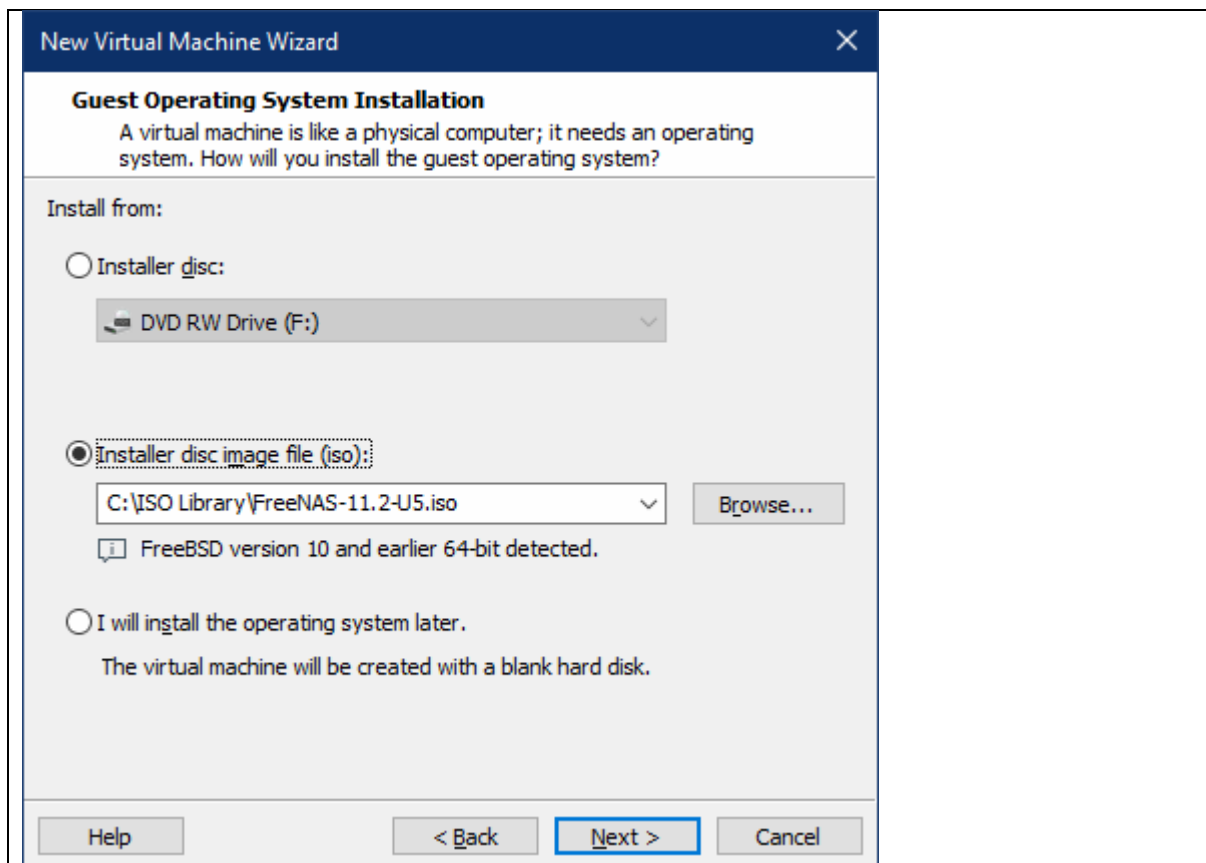 New Virtual Machine Wizard
Guest Operating System Installation
A virtual machine is like a physical computer; it needs an operating
system. How will you install the guest operating system?
Install from:
Installer disc:
DVD RW Drive (F:)
Installer disc image file (iso):
C:\ISO Library\FreeNAS-11.2-U5.iso
Browse...
FreeBSD version 10 and earlier 64-bit detected.
I will install the operating system later.
The virtual machine will be created with a blank hard disk.
Help
< Back
Next >
Cancel